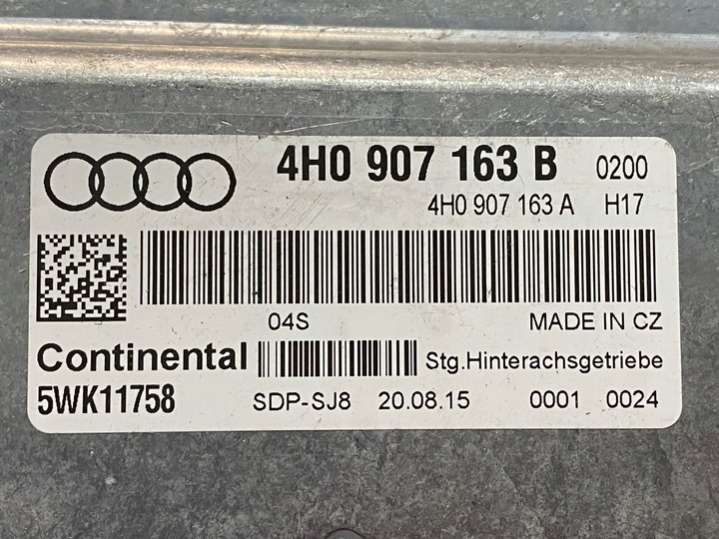 4H0 907 163 B 0200
4H0 907 163 A H17
04S MADE IN CZ
Continental Stg.Hinterachsgetriebe
5WK11758 SDP-SJ8 20.08.15 0001 0024